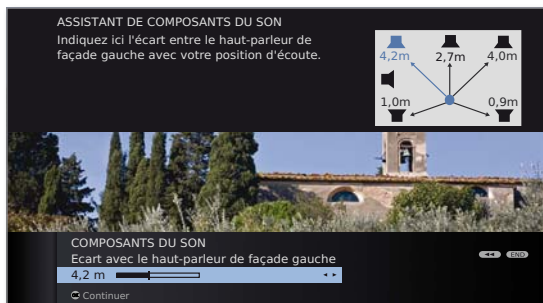 ASSISTANT DE COMPOSANTS DU SON
Indiquez ici l'écart entre le haut-parleur de
façade gauche avec votre position d'écoute.
4,2m 2,7m 4,0m
1,0m 0,9m
COMPOSANTS DU SON
Ecart avec le haut-parleur de façade gauche
4,2 m
OK Continuer
END